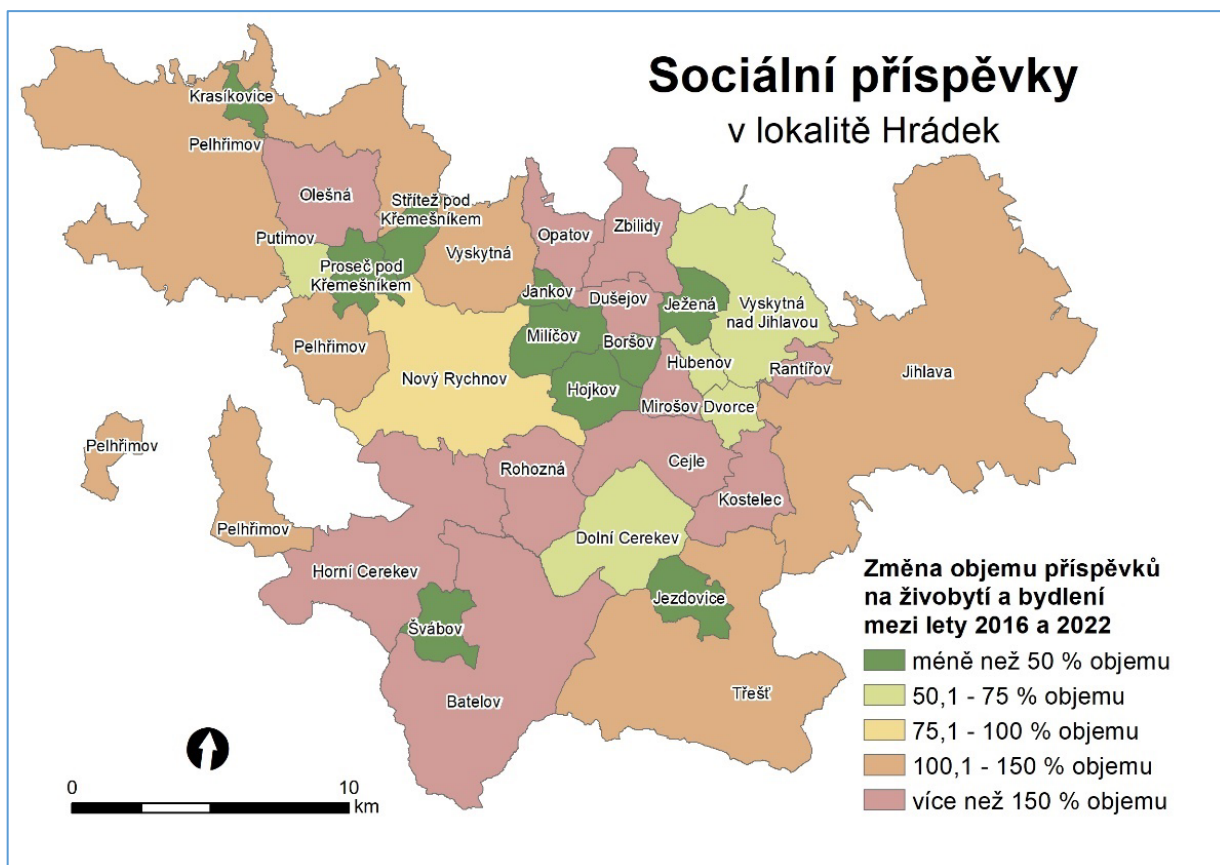 Sociální příspěvky
v lokalitě Hrádek
Krasíkovice
Pelhřimov
Olešná
Střítež pod
Křemešníkem
Putimov
Proseč pod
Křemešníkem
Vyskytná
Opatov
Zbilidy
Jankov
Dušejov
Ježená
Vyskytná
nad Jihlavou
Milíčov
Boršov
Hubenov
Rantířov
Jihlava
Pelhřimov
Nový Rychnov
Hojkov
Mirošov
Dvorce
Pelhřimov
Rohozná
Cejle
Kostelec
Pelhřimov
Dolní Cerekev
Horní Cerekev
Jezdovice
Švábov
Batelov
Třešť
Změna objemu příspěvků
na živobytí a bydlení
mezi lety 2016 a 2022
méně než 50 % objemu
50,1 - 75 % objemu
75,1 - 100 % objemu
100,1 - 150 % objemu
více než 150 % objemu
0 10
km